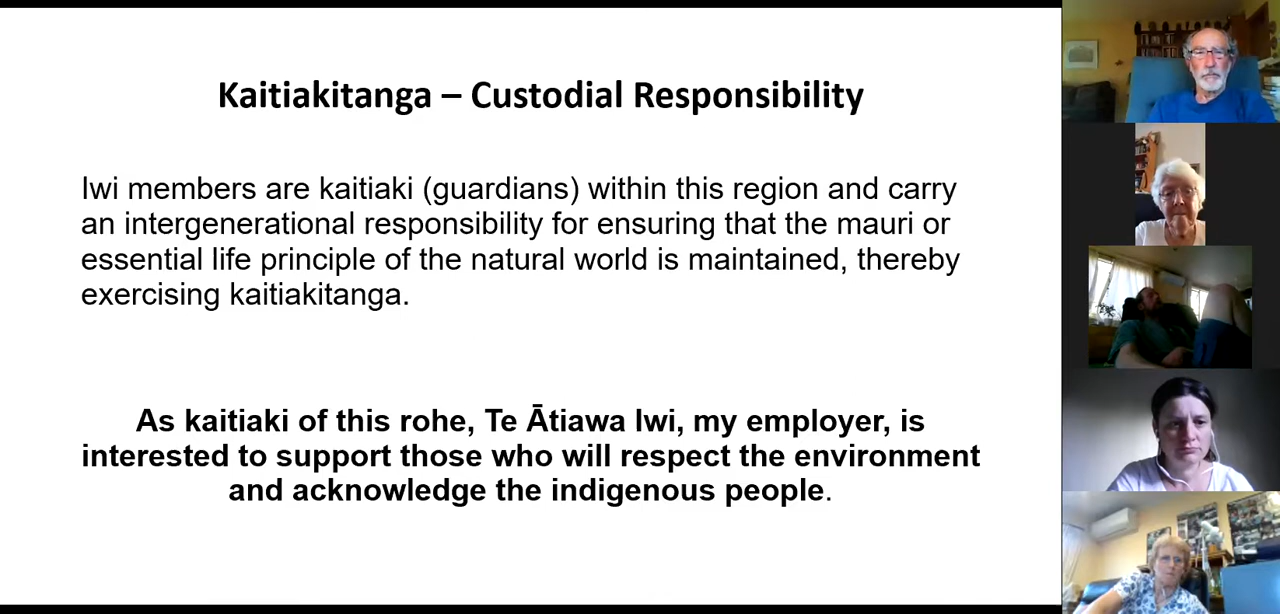 Kaitiakitanga – Custodial Responsibility
Iwi members are kaitiaki (guardians) within this region and carry
an intergenerational responsibility for ensuring that the mauri or
essential life principle of the natural world is maintained, thereby
exercising kaitiakitanga.
As kaitiaki of this rohe, Te Ātiawa Iwi, my employer, is
interested to support those who will respect the environment
and acknowledge the indigenous people.